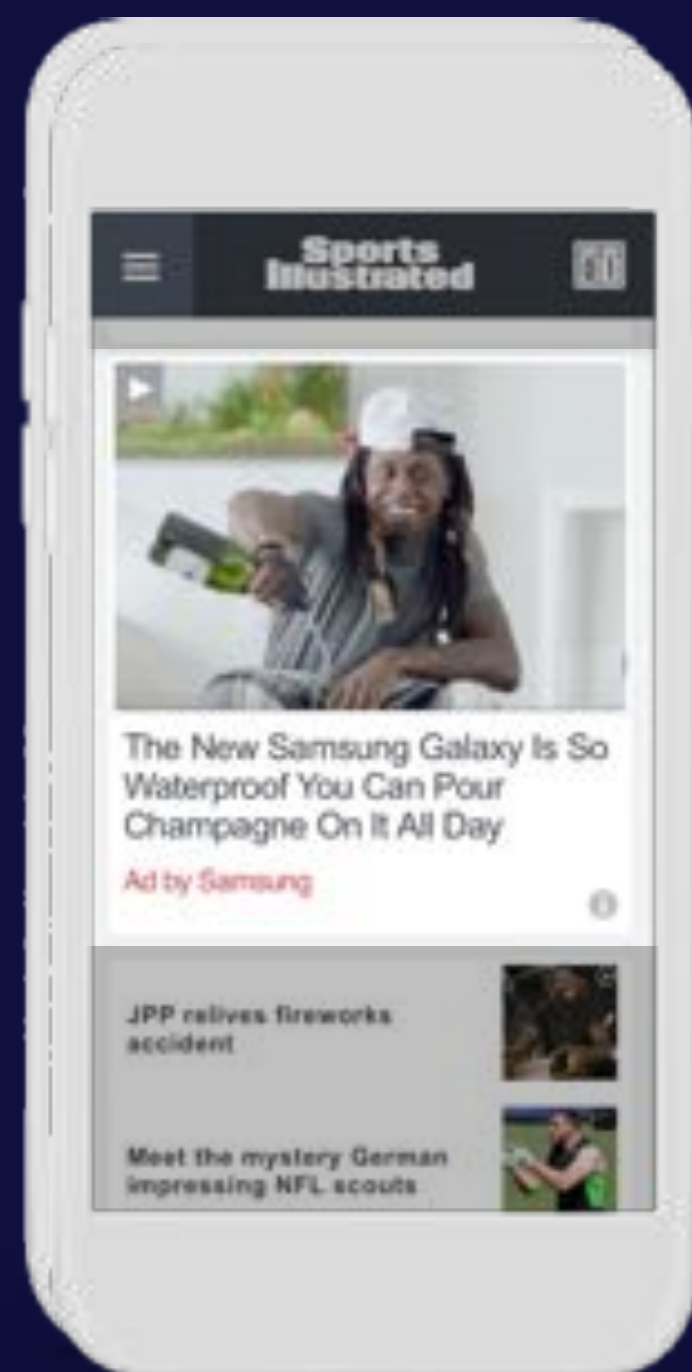 Sports
Illustrated
The New Samsung Galaxy Is So
Waterproof You Can Pour
Champagne On It All Day
Ad by Samsung
JPP relives fireworks
accident
Meet the mystery German
impressing NFL scouts